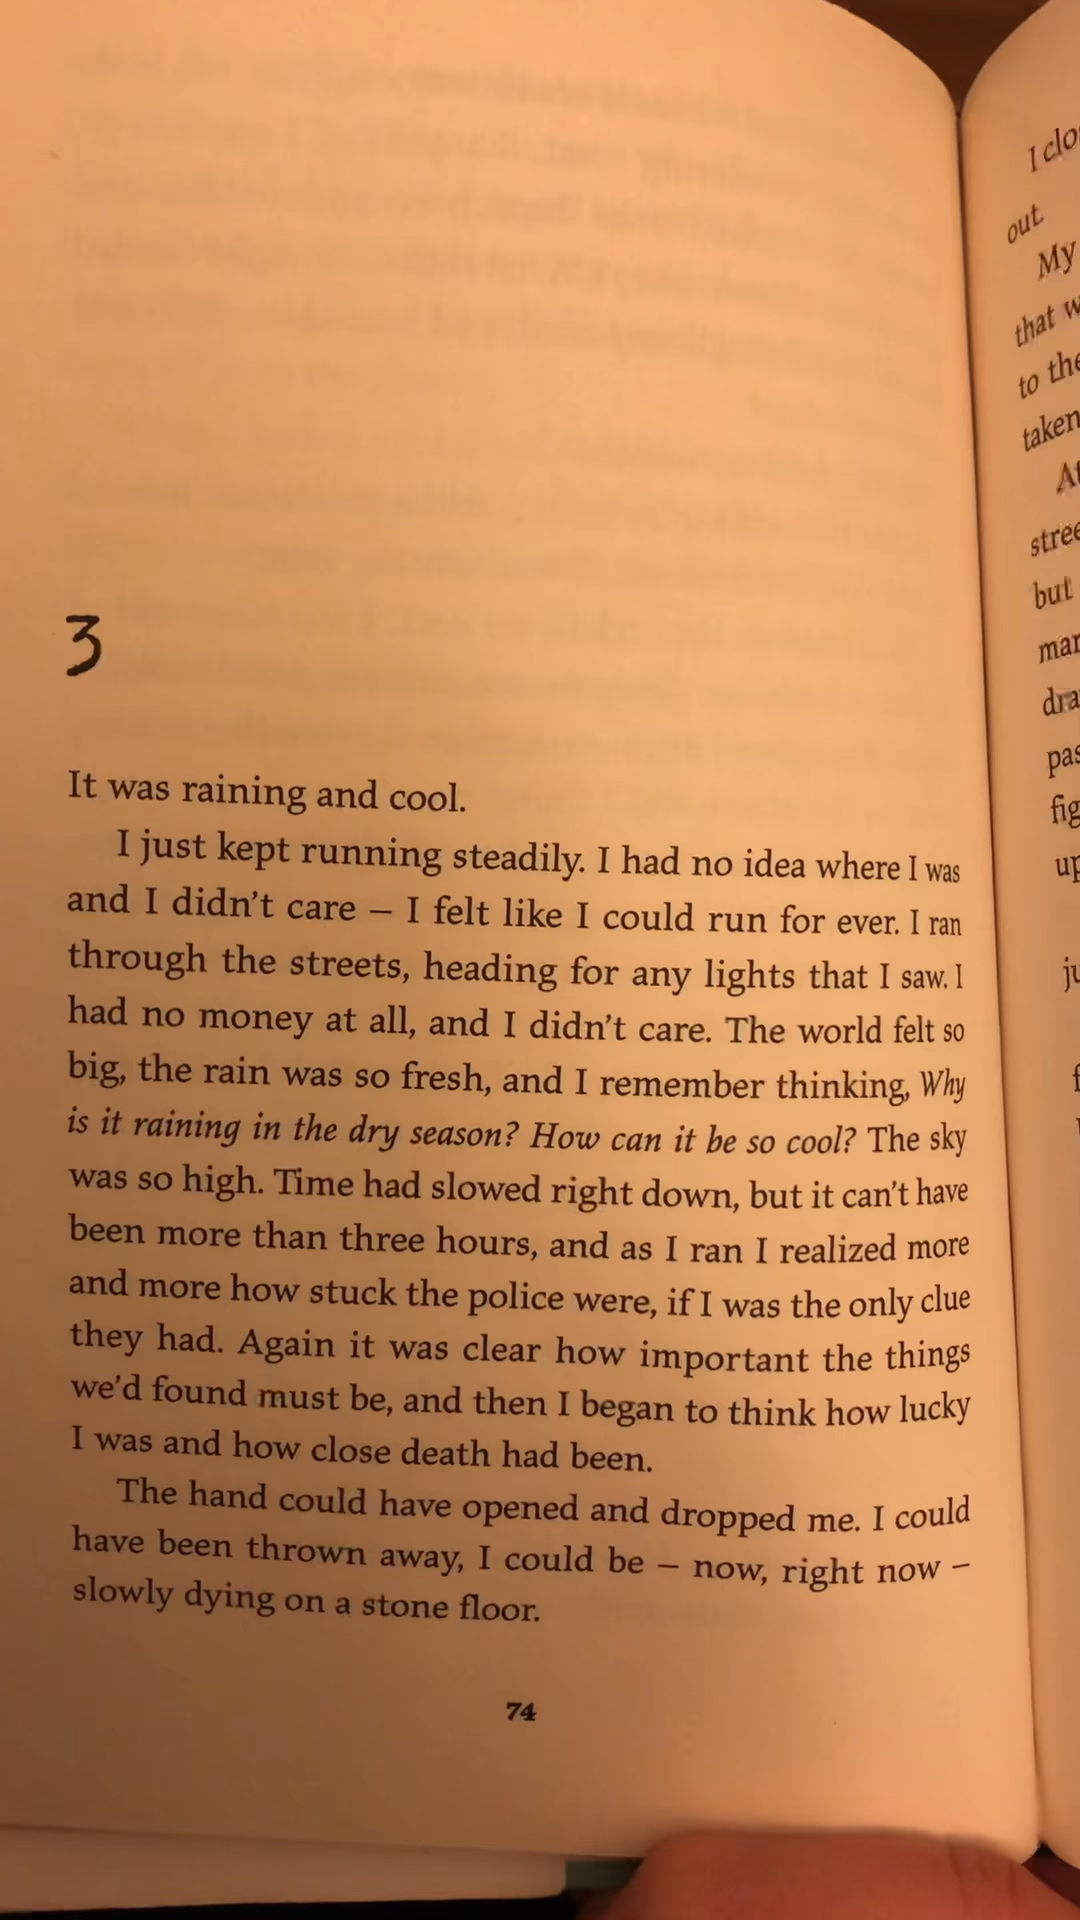 3
It was raining and cool.
I just kept running steadily. I had no idea where I was
and I didn't care – I felt like I could run for ever. I ran
through the streets, heading for any lights that I saw. I
had no money at all, and I didn't care. The world felt so
big, the rain was so fresh, and I remember thinking, Why
is it raining in the dry season? How can it be so cool? The sky
was so high. Time had slowed right down, but it can't have
been more than three hours, and as I ran I realized more
and more how stuck the police were, if I was the only clue
they had. Again it was clear how important the things
we'd found must be, and then I began to think how lucky
I was and how close death had been.
The hand could have opened and dropped me. I could
have been thrown away, I could be – now, right now –
slowly dying on a stone floor.
74
I
out.
My
that
to the
taken
but